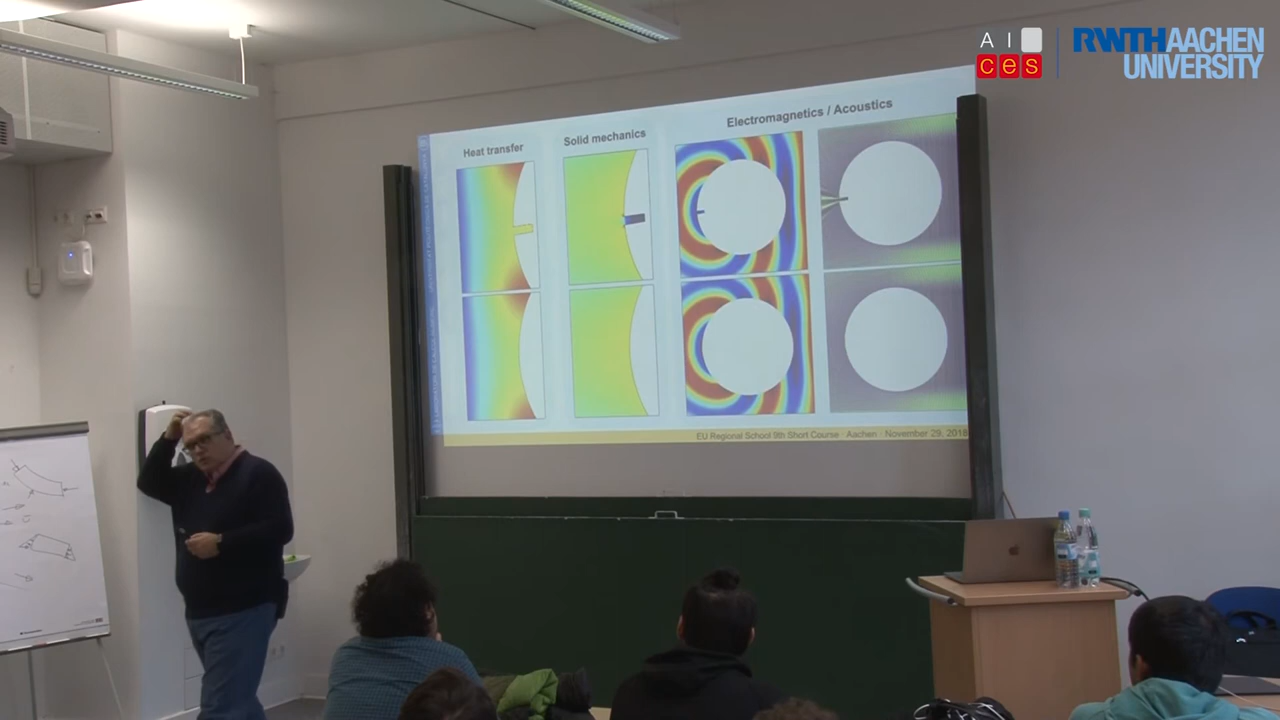 AI
ces
RWTHAACHEN
UNIVERSITY
Heat transfer
Solid mechanics
Electromagnetics / Acoustics
EU Regional School 9th Short Course · Aachen · November 29, 2018